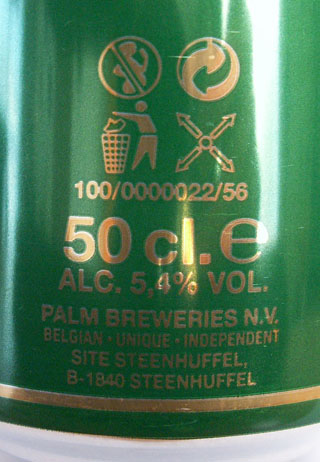 100/0000022/56
50 cl. ℮
ALC. 5,4% VOL.
PALM BREWERIES N.V.
BELGIAN · UNIQUE · INDEPENDENT
SITE STEENHUFFEL,
B-1840 STEENHUFFEL